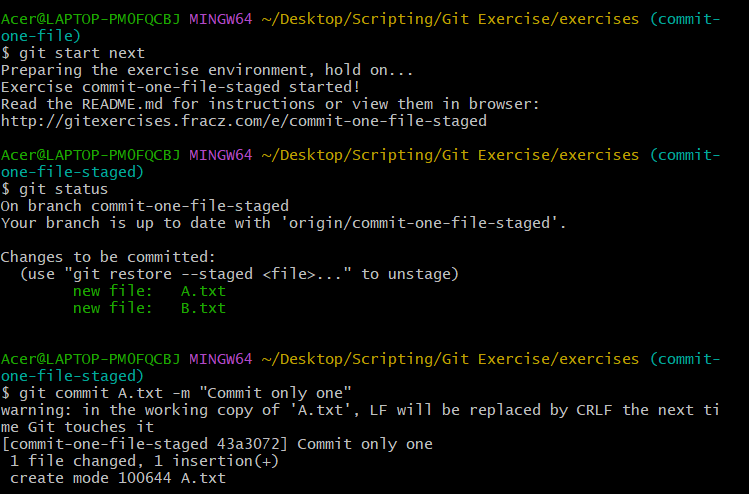 Acer@LAPTOP-PM0FQCBJ MINGW64 ~/Desktop/Scripting/Git Exercise/exercises (commit-
one-file)
$ git start next
Preparing the exercise environment, hold on...
Exercise commit-one-file-staged started!
Read the README.md for instructions or view them in browser:
http://gitexercises.fracz.com/e/commit-one-file-staged
Acer@LAPTOP-PM0FQCBJ MINGW64 ~/Desktop/Scripting/Git Exercise/exercises (commit-
one-file-staged)
$ git status
On branch commit-one-file-staged
Your branch is up to date with 'origin/commit-one-file-staged'.
Changes to be committed:
(use "git restore --staged <file>..." to unstage)
new file: A.txt
new file: B.txt
Acer@LAPTOP-PM0FQCBJ MINGW64 ~/Desktop/Scripting/Git Exercise/exercises (commit-
one-file-staged)
$ git commit A.txt -m "Commit only one"
warning: in the working copy of 'A.txt', LF will be replaced by CRLF the next ti
me Git touches it
[commit-one-file-staged 43a3072] Commit only one
1 file changed, 1 insertion(+)
create mode 100644 A.txt